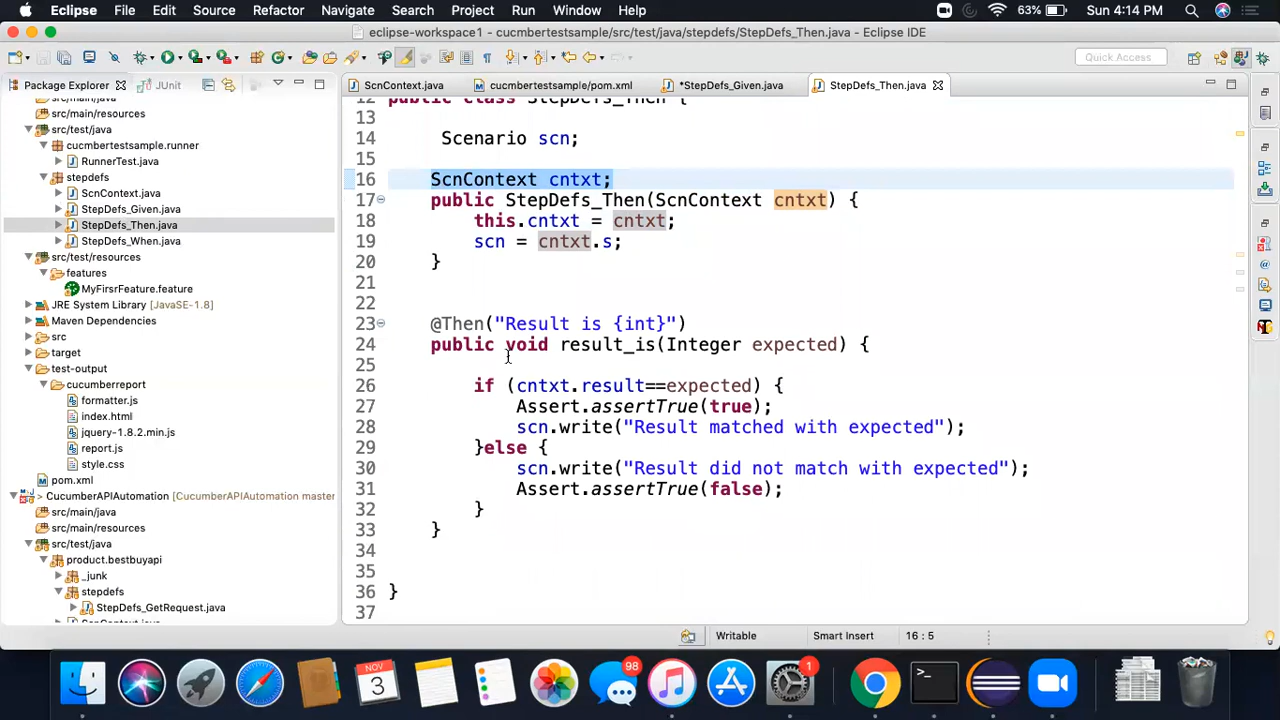 Eclipse File Edit Source Refactor Navigate Search Project Run Window Help 63% Sun 4:14 PM
eclipse-workspace1 - cucmbertestsample/src/test/java/stepdefs/StepDefs_Then.java - Eclipse IDE
Quick Access
Package Explorer JUnit
src/main/java
src/main/resources
src/test/java
cucmbertestsample.runner
RunnerTest.java
stepdefs
ScnContext.java
StepDefs_Given.java
StepDefs_Then.java
StepDefs_When.java
src/test/resources
features
MyFirsrFeature.feature
JRE System Library [JavaSE-1.8]
Maven Dependencies
src
target
test-output
cucumberreport
formatter.js
index.html
jquery-1.8.2.min.js
report.js
style.css
pom.xml
> CucumberAPIAutomation [CucumberAPIAutomation master
src/main/java
src/main/resources
src/test/java
product.bestbuyapi
_junk
stepdefs
StepDefs_GetRequest.java
ScnContext.java
ScnContext.java cucmbertestsample/pom.xml *StepDefs_Given.java StepDefs_Then.java
12 public class StepDefs_Then {
13
14 Scenario scn;
15
16 ScnContext cntxt;
17 public StepDefs_Then(ScnContext cntxt) {
18 this.cntxt = cntxt;
19 scn = cntxt.s;
20 }
21
22
23 @Then("Result is {int}")
24 public void result_is(Integer expected) {
25
26 if (cntxt.result==expected) {
27 Assert.assertTrue(true);
28 scn.write("Result matched with expected");
29 }else {
30 scn.write("Result did not match with expected");
31 Assert.assertTrue(false);
32 }
33 }
34
35
36 }
37
Writable Smart Insert 16 : 5
NOV
3
98
1